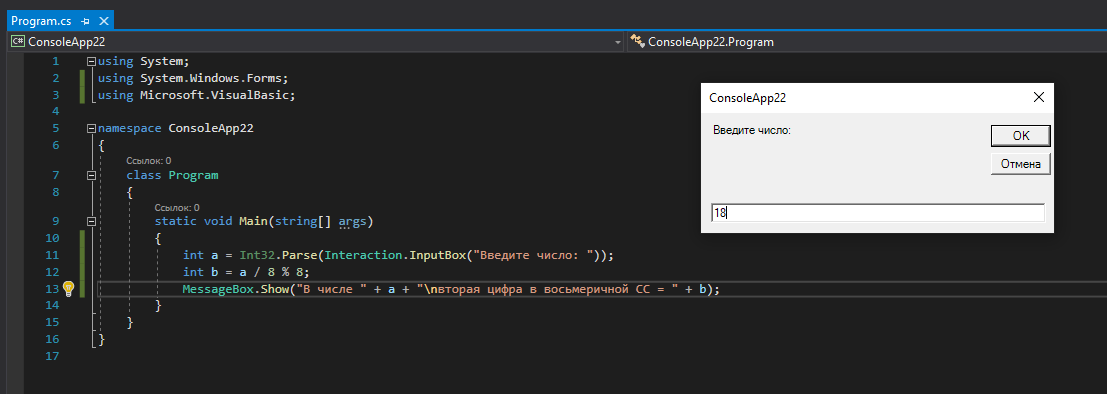 Program.cs
ConsoleApp22
ConsoleApp22.Program
1 using System;
2 using System.Windows.Forms;
3 using Microsoft.VisualBasic;
4
5 namespace ConsoleApp22
6 {
Ссылок: 0
7 class Program
8 {
Ссылок: 0
9 static void Main(string[] args)
10 {
11 int a = Int32.Parse(Interaction.InputBox("Введите число: "));
12 int b = a / 8 % 8;
13 MessageBox.Show("В числе " + a + "\nвторая цифра в восьмеричной СС = " + b);
14 }
15 }
16 }
17
ConsoleApp22
Введите число:
OK
Отмена
18